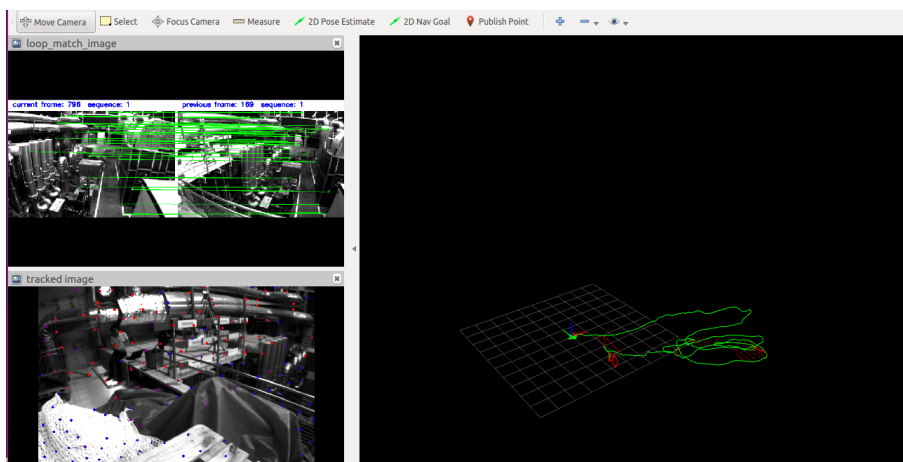 Move Camera Select Focus Camera Measure 2D Pose Estimate 2D Nav Goal Publish Point
loop_match_image
current frame: 796 sequence: 1 previous frame: 169 sequence: 1
tracked image